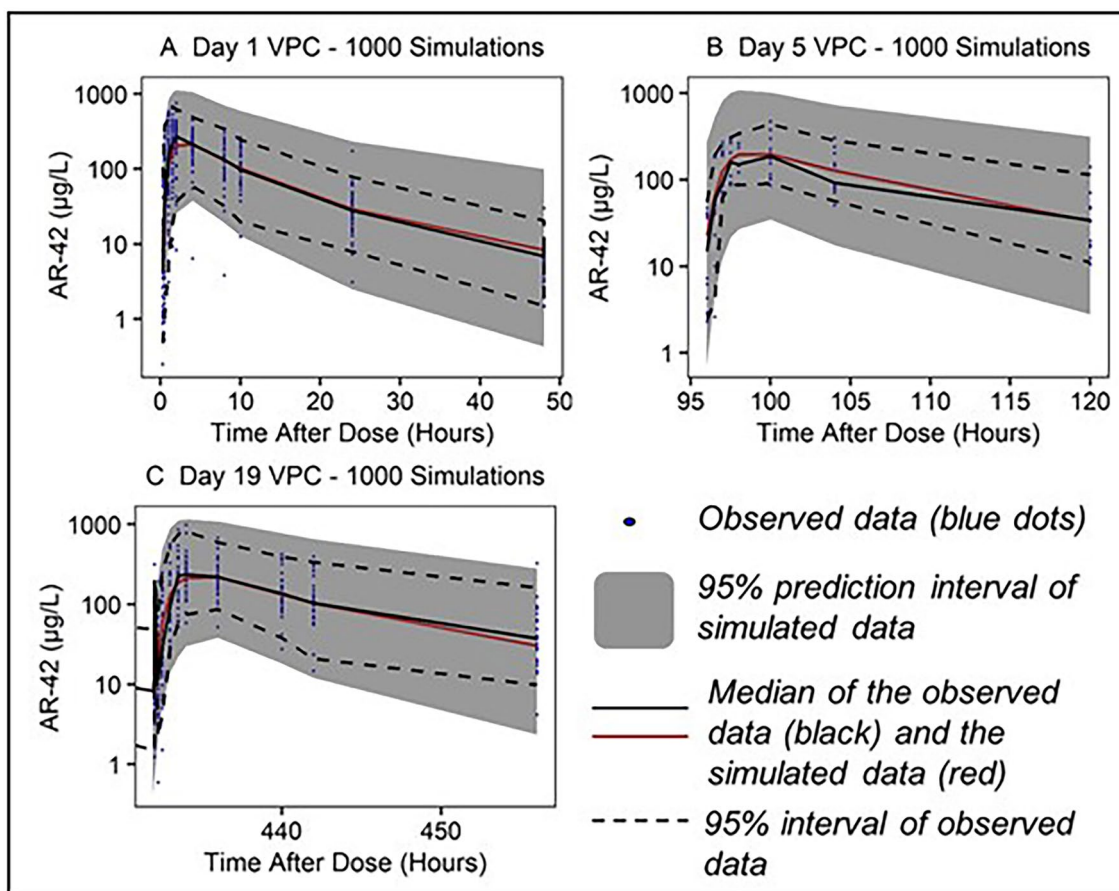 A Day 1 VPC - 1000 Simulations
1000
100
10
1
AR-42 (µg/L)
0 10 20 30 40 50
Time After Dose (Hours)
B Day 5 VPC - 1000 Simulations
1000
100
10
1
AR-42 (µg/L)
95 100 105 110 115 120
Time After Dose (Hours)
C Day 19 VPC - 1000 Simulations
1000
100
10
1
AR-42 (µg/L)
440 450
Time After Dose (Hours)
Observed data (blue dots)
95% prediction interval of
simulated data
Median of the observed
data (black) and the
simulated data (red)
95% interval of observed
data